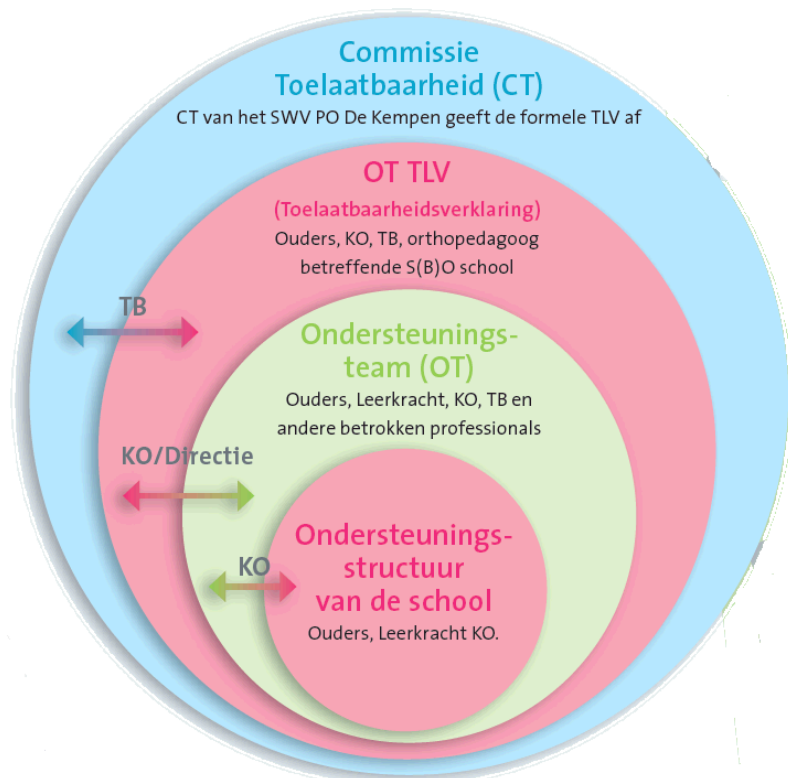 Commissie
Toelaatbaarheid (CT)
CT van het SWV PO De Kempen geeft de formele TLV af
OT TLV
(Toelaatbaarheidsverklaring)
Ouders, KO, TB, orthopedagoog
betreffende S(B)O school
TB
Ondersteunings-
team (OT)
Ouders, Leerkracht, KO, TB en
andere betrokken professionals
KO/Directie
Ondersteunings-
structuur
van de school
Ouders, Leerkracht KO.
KO